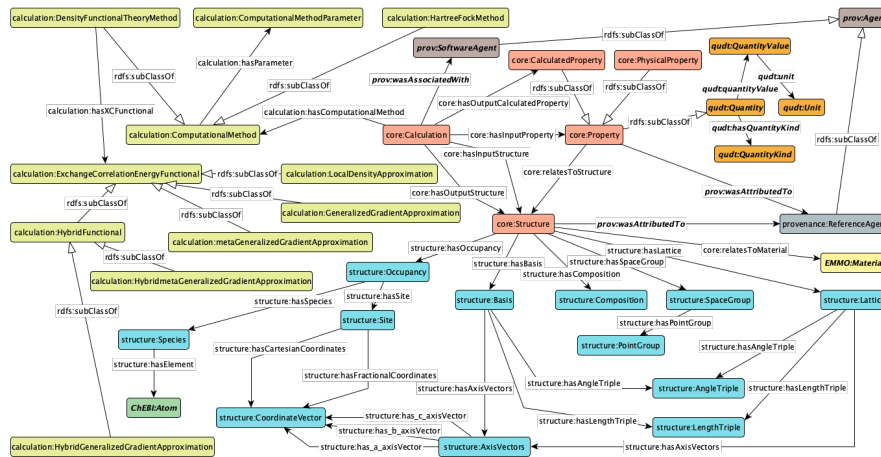 calculation:DensityFunctionalTheoryMethod
calculation:ComputationalMethodParameter
calculation:HartreeFockMethod
prov:Agen
rdfs:subClassOf
prov:SoftwareAgent
core:CalculatedProperty
core:PhysicalProperty
qudt:QuantityValue
rdfs:subClassOf
calculation:hasParameter
rdfs:subClassOf
prov:wasAssociatedWith
rdfs:subClassOf
rdfs:subClassOf
qudt:quantityValue
qudt:unit
calculation:hasXCFunctional
calculation:hasComputationalMethod
core:hasOutputCalculatedProperty
qudt:Quantity
qudt:Unit
rdfs:subClassOf
calculation:ComputationalMethod
core:Calculation
core:hasInputProperty
core:Property
qudt:hasQuantityKind
rdfs:subClassOf
core:hasInputStructure
qudt:QuantityKind
calculation:ExchangeCorrelationEnergyFunctional
rdfs:subClassOf
calculation:LocalDensityApproximation
core:relatesToStructure
core:hasOutputStructure
prov:wasAttributedTo
rdfs:subClassOf
rdfs:subClassOf
rdfs:subClassOf
calculation:GeneralizedGradientApproximation
core:Structure
prov:wasAttributedTo
provenance:ReferenceAgen
calculation:HybridFunctional
calculation:metaGeneralizedGradientApproximation
structure:hasOccupancy
structure:hasLattice
core:relatesToMaterial
rdfs:subClassOf
structure:hasBasis
structure:hasSpaceGroup
structure:hasComposition
EMMO:Material
structure:Occupancy
calculation:HybridmetaGeneralizedGradientApproximation
structure:hasSpecies
structure:hasSite
structure:Basis
structure:Composition
structure:SpaceGroup
structure:Lattic
rdfs:subClassOf
structure:Site
structure:hasPointGroup
structure:Species
structure:PointGroup
structure:hasCartesianCoordinates
structure:hasAngleTriple
structure:hasElement
structure:hasFractionalCoordinates
structure:hasAngleTriple
structure:AngleTriple
structure:hasAxisVectors
structure:hasLengthTriple
ChEBI:Atom
structure:CoordinateVector
structure:has_c_axisVector
structure:hasLengthTriple
structure:LengthTriple
structure:has_b_axisVector
calculation:HybridGeneralizedGradientApproximation
structure:has_a_axisVector
structure:AxisVectors
structure:hasAxisVectors